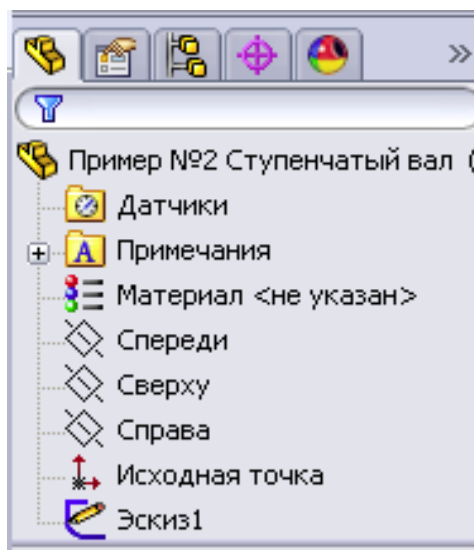 »
Пример №2 Ступенчатый вал (
Датчики
A Примечания
Материал <не указан>
Спереди
Сверху
Справа
Исходная точка
Эскиз1